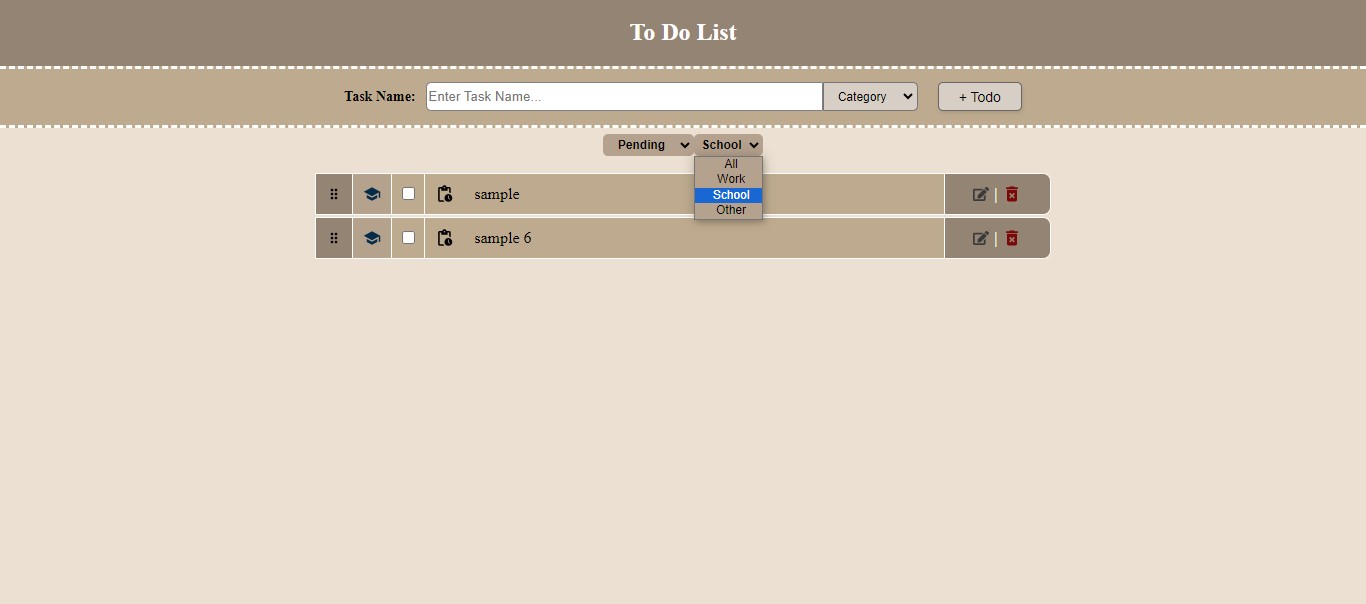 To Do List
Task Name: Enter Task Name... Category + Todo
Pending School
All
Work
School
Other
sample |
sample 6 |